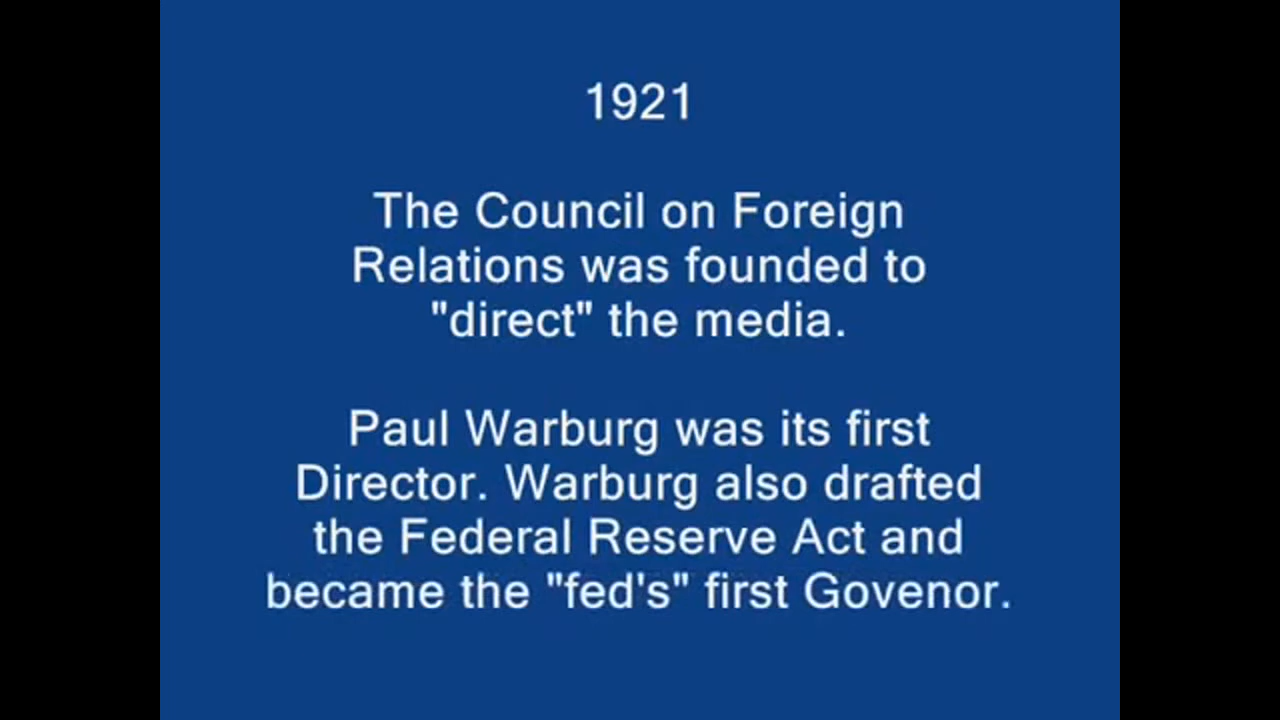 1921
The Council on Foreign
Relations was founded to
"direct" the media.
Paul Warburg was its first
Director. Warburg also drafted
the Federal Reserve Act and
became the "fed's" first Govenor.